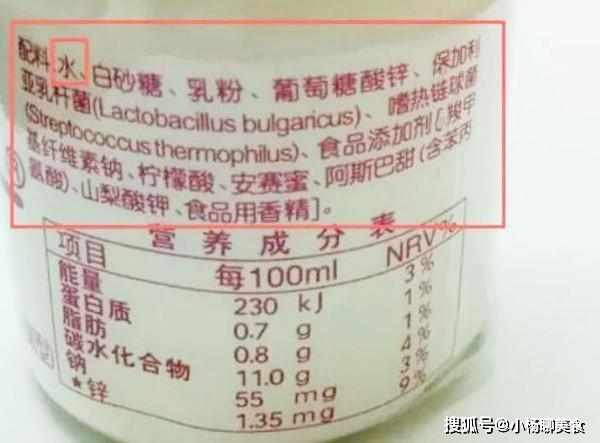 配料:水、白砂糖、乳粉、葡萄糖酸锌、保加利
亚乳杆菌(Lactobacillus bulgaricus)、嗜热链球菌
(Streptococcus thermophilus)、食品添加剂[羧甲
基纤维素钠、柠檬酸、安赛蜜、阿斯巴甜(含苯丙
氨酸)、山梨酸钾、食品用香精]。
营养成分表
项目 每100ml NRV%
能量 230 kJ 3%
蛋白质 0.7 g 1%
脂肪 0.8 g 1%
碳水化合物 11.0 g 4%
钠 55 mg 3%
*锌 1.35 mg 9%
搜狐号@小杨聊美食